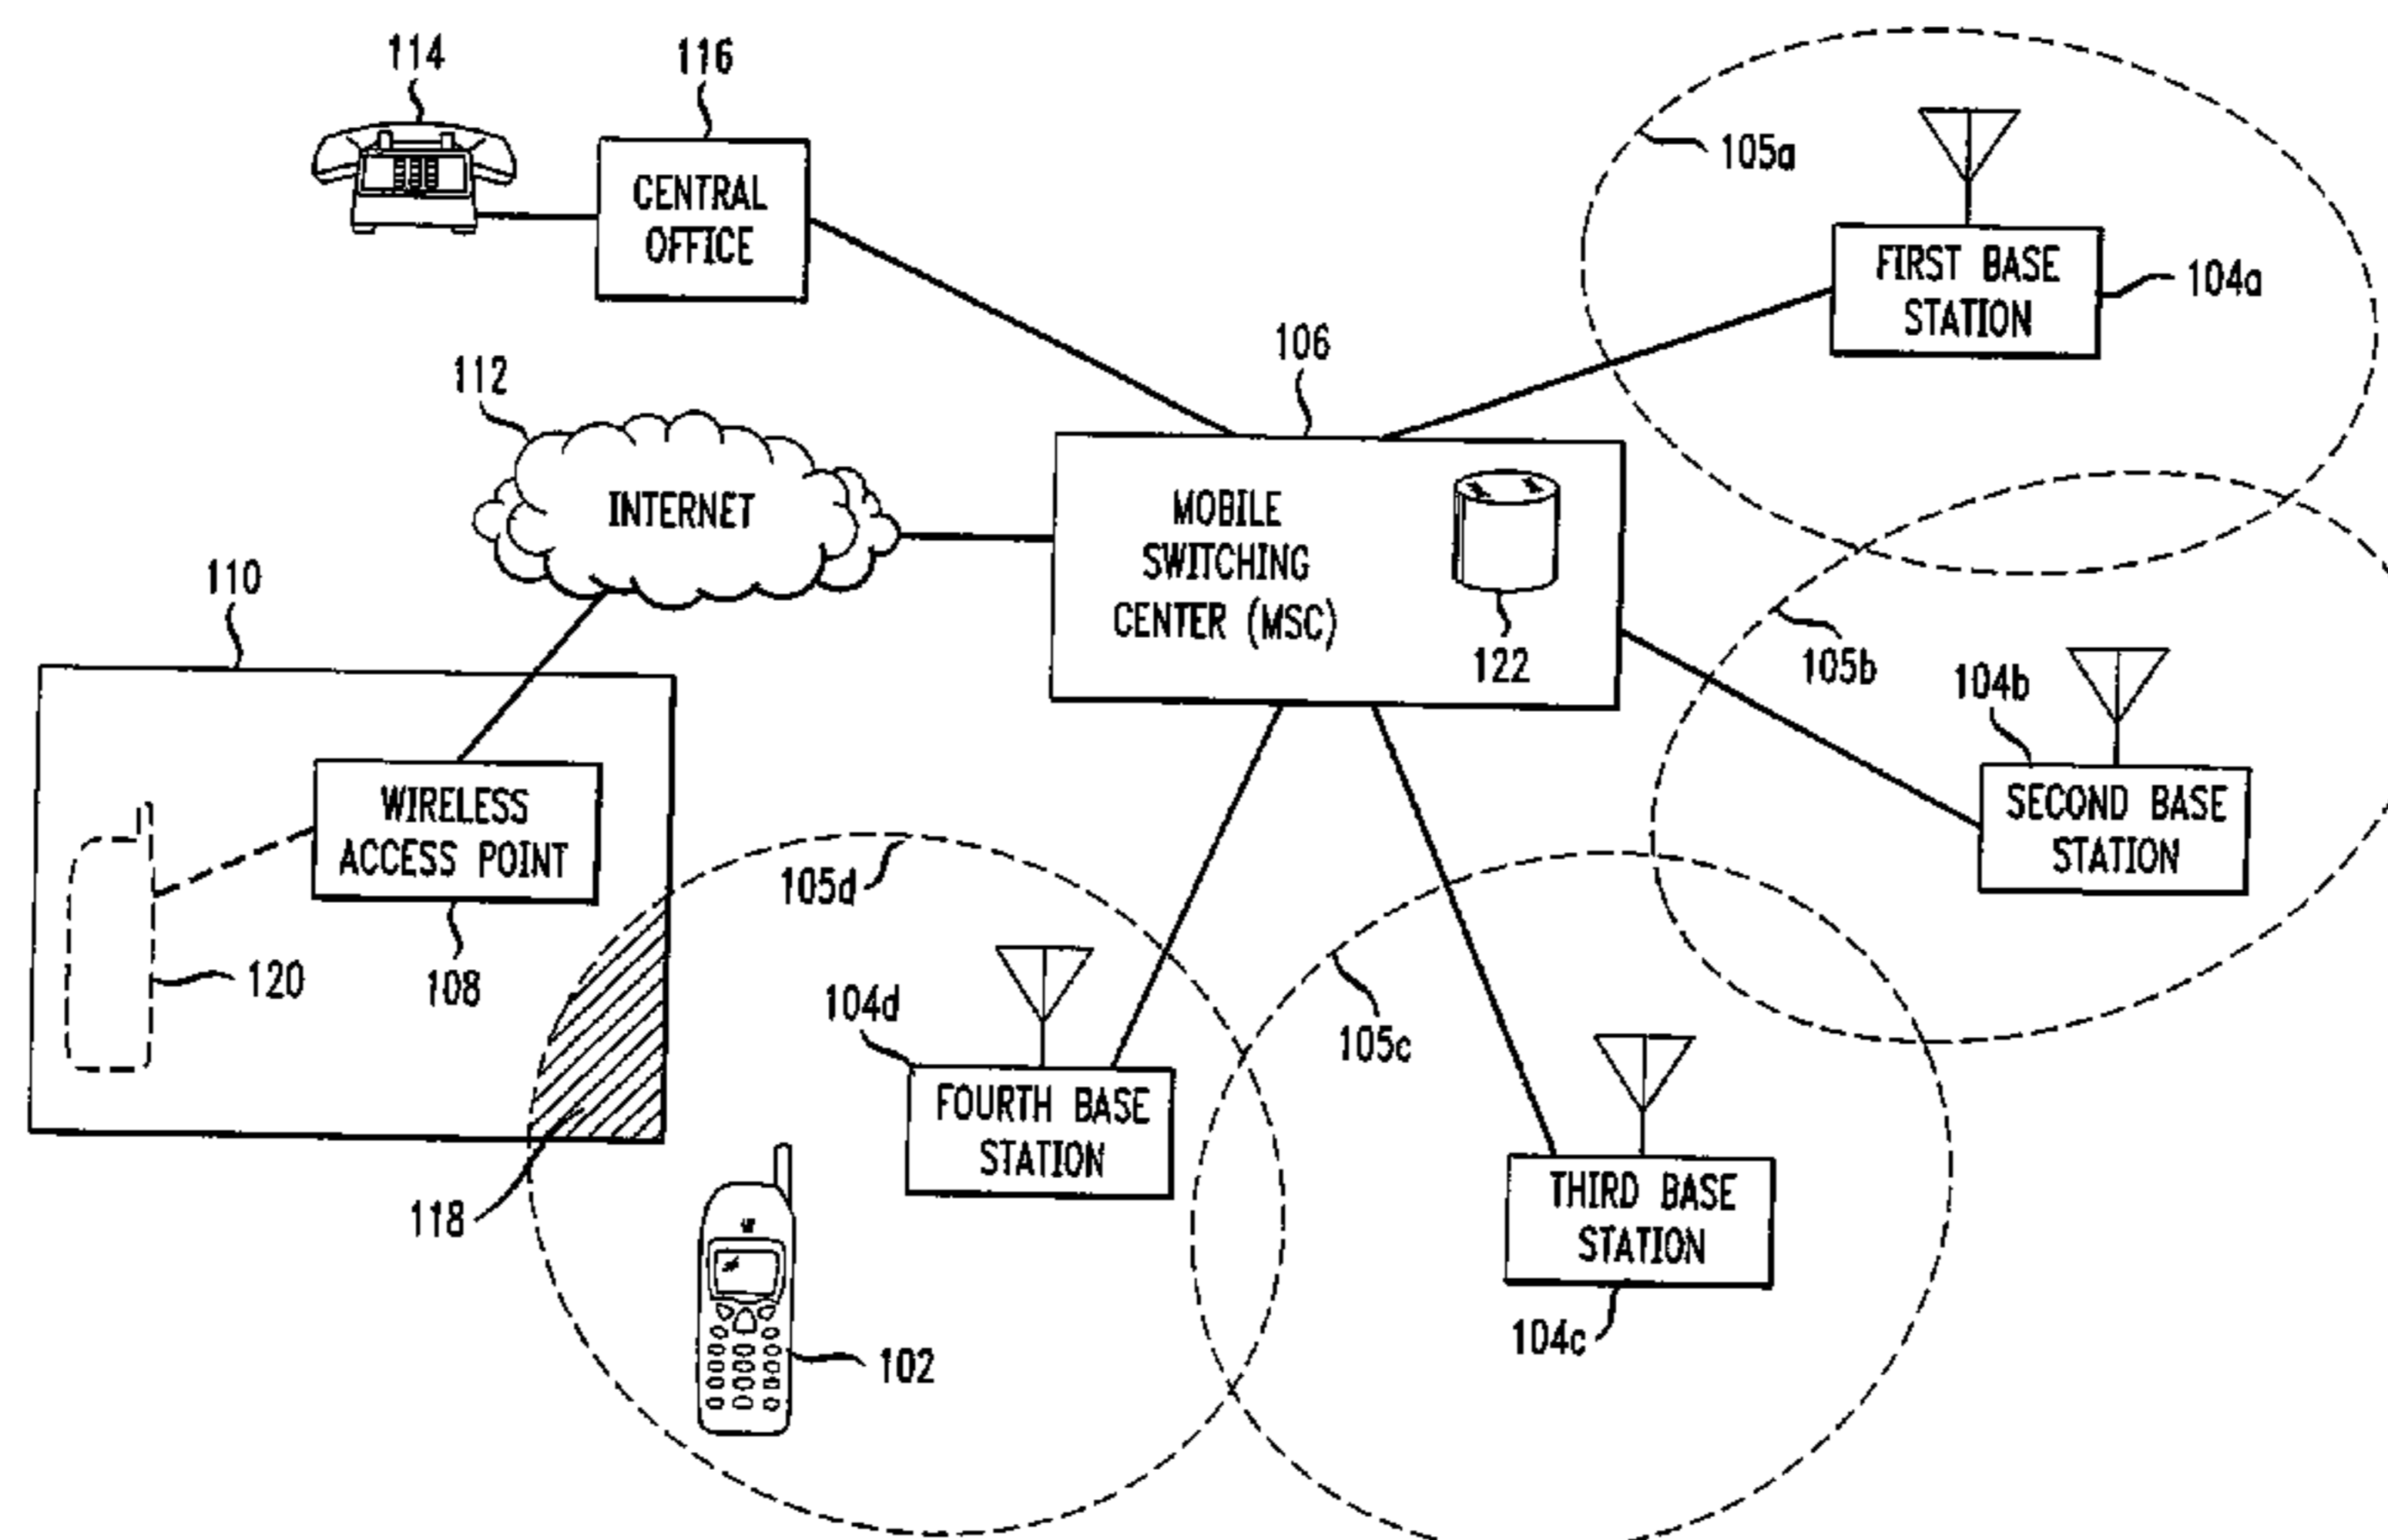 114
116
CENTRAL
OFFICE
105a
FIRST BASE
STATION
104a
112
106
INTERNET
MOBILE
SWITCHING
CENTER (MSC)
122
110
105b
104b
SECOND BASE
STATION
WIRELESS
ACCESS POINT
105d
120
108
104d
105c
FOURTH BASE
STATION
118
THIRD BASE
STATION
102
104c